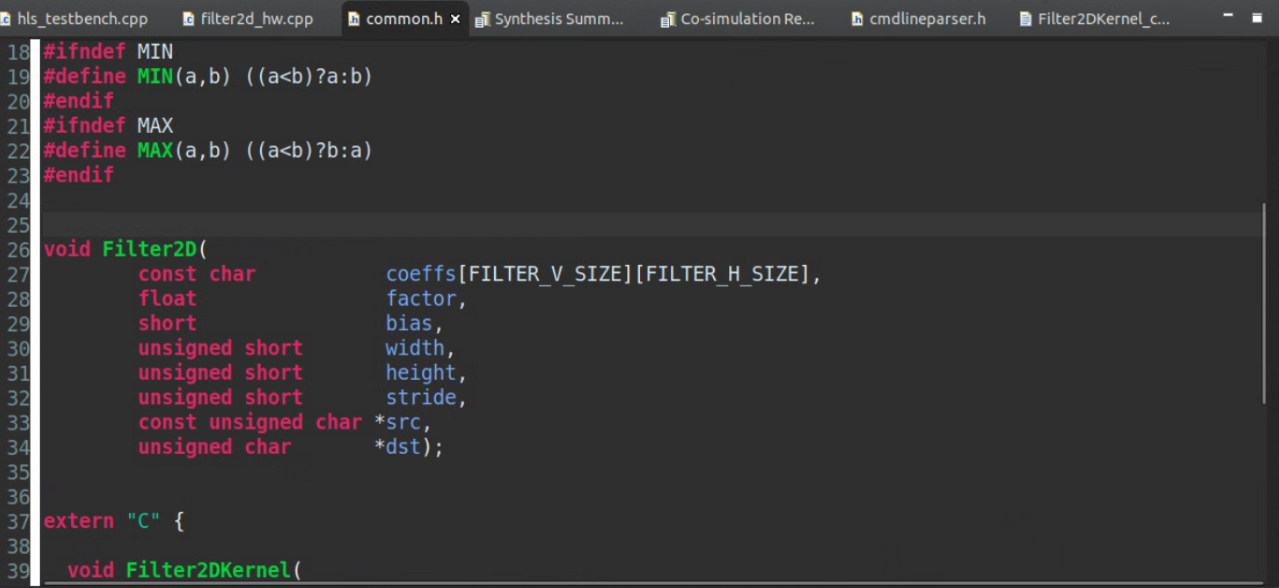 hls_testbench.cpp filter2d_hw.cpp common.h × Synthesis Summ... Co-simulation Re... cmdlineparser.h Filter2DKernel_c...
18 #ifndef MIN
19 #define MIN(a,b) ((a<b)?a:b)
20 #endif
21 #ifndef MAX
22 #define MAX(a,b) ((a<b)?b:a)
23 #endif
24
25
26 void Filter2D(
27         const char           coeffs[FILTER_V_SIZE][FILTER_H_SIZE],
28         float                factor,
29         short                bias,
30         unsigned short       width,
31         unsigned short       height,
32         unsigned short       stride,
33         const unsigned char *src,
34         unsigned char       *dst);
35
36
37 extern "C" {
38
39   void Filter2DKernel(